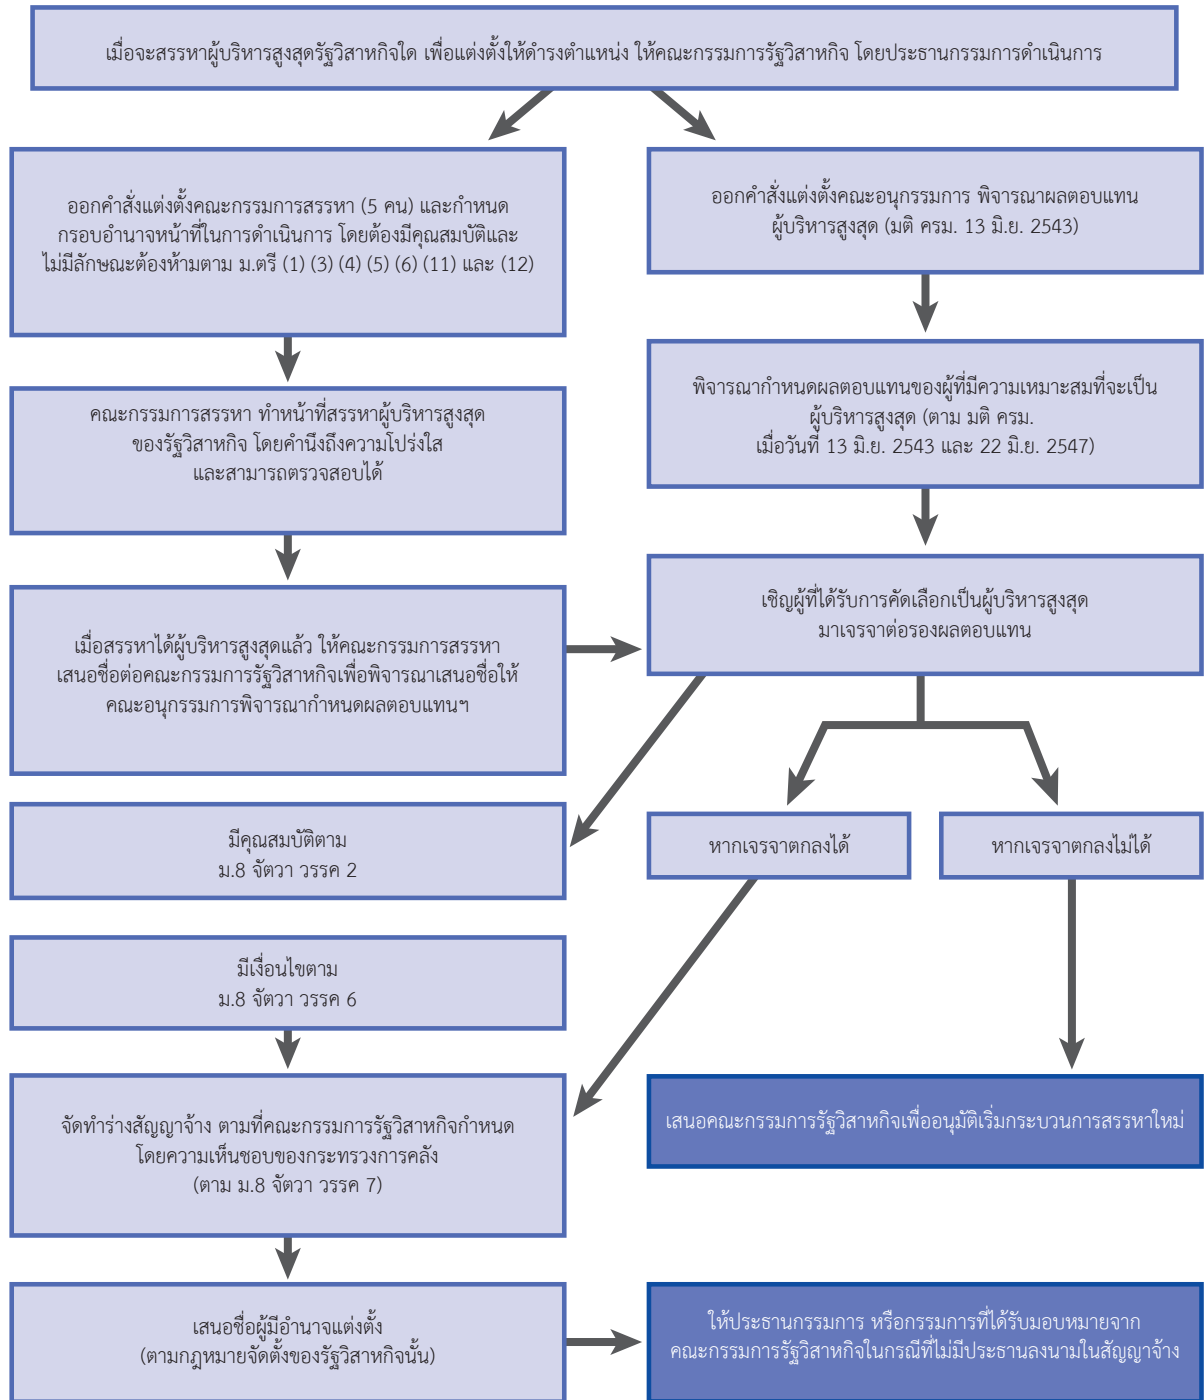 เมื่อจะสรรหาผู้บริหารสูงสุดรัฐวิสาหกิจใด เพื่อแต่งตั้งให้ดำรงตำแหน่ง ให้คณะกรรมการรัฐวิสาหกิจ โดยประธานกรรมการดำเนินการ
ออกคำสั่งแต่งตั้งคณะกรรมการสรรหา (5 คน) และกำหนด
กรอบอำนาจหน้าที่ในการดำเนินการ โดยต้องมีคุณสมบัติและ
ไม่มีลักษณะต้องห้ามตาม ม.ตรี (1) (3) (4) (5) (6) (11) และ (12)
ออกคำสั่งแต่งตั้งคณะอนุกรรมการ พิจารณาผลตอบแทน
ผู้บริหารสูงสุด (มติ ครม. 13 มิ.ย. 2543)
คณะกรรมการสรรหา ทำหน้าที่สรรหาผู้บริหารสูงสุด
ของรัฐวิสาหกิจ โดยคำนึงถึงความโปร่งใส
และสามารถตรวจสอบได้
พิจารณากำหนดผลตอบแทนของผู้ที่มีความเหมาะสมที่จะเป็น
ผู้บริหารสูงสุด (ตาม มติ ครม.
เมื่อวันที่ 13 มิ.ย. 2543 และ 22 มิ.ย. 2547)
เมื่อสรรหาได้ผู้บริหารสูงสุดแล้ว ให้คณะกรรมการสรรหา
เสนอชื่อต่อคณะกรรมการรัฐวิสาหกิจเพื่อพิจารณาเสนอชื่อให้
คณะอนุกรรมการพิจารณากำหนดผลตอบแทนฯ
เชิญผู้ที่ได้รับการคัดเลือกเป็นผู้บริหารสูงสุด
มาเจรจาต่อรองผลตอบแทน
มีคุณสมบัติตาม
ม.8 จัตวา วรรค 2
หากเจรจาตกลงได้
หากเจรจาตกลงไม่ได้
มีเงื่อนไขตาม
ม.8 จัตวา วรรค 6
จัดทำร่างสัญญาจ้าง ตามที่คณะกรรมการรัฐวิสาหกิจกำหนด
โดยความเห็นชอบของกระทรวงการคลัง
(ตาม ม.8 จัตวา วรรค 7)
เสนอคณะกรรมการรัฐวิสาหกิจเพื่ออนุมัติเริ่มกระบวนการสรรหาใหม่
เสนอชื่อผู้มีอำนาจแต่งตั้ง
(ตามกฎหมายจัดตั้งของรัฐวิสาหกิจนั้น)
ให้ประธานกรรมการ หรือกรรมการที่ได้รับมอบหมายจาก
คณะกรรมการรัฐวิสาหกิจในกรณีที่ไม่มีประธานลงนามในสัญญาจ้าง